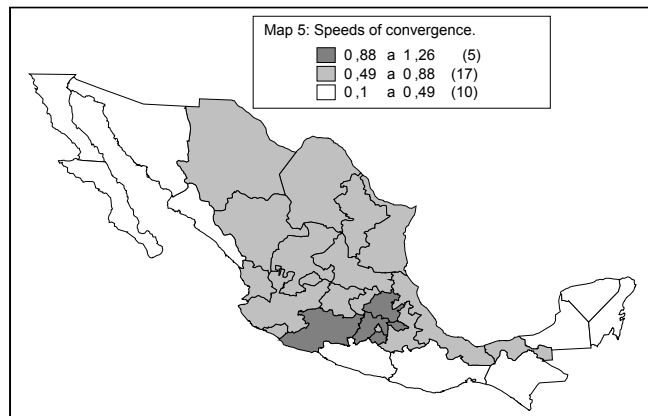 Map 5: Speeds of convergence.
0,88 a 1,26 (5)
0,49 a 0,88 (17)
0,1 a 0,49 (10)